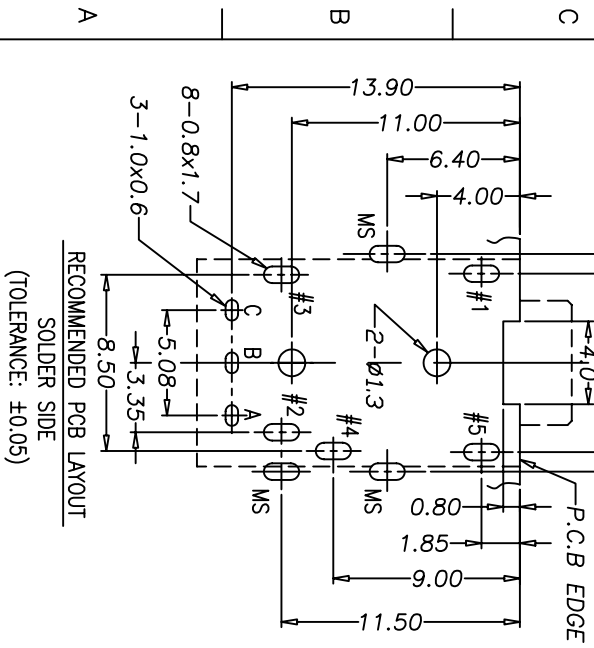 A
B
C
13.90
11.00
6.40
4.00
MS
8-0.8x1.7
3-1.0x0.6
#3
#1
C
B
A
2-Ø1.3
4.0
5.08
3.35
8.50
#2
#4
#5
MS
MS
0.80
1.85
9.00
11.50
P.C.B EDGE
RECOMMENDED PCB LAYOUT
SOLDER SIDE
(TOLERANCE: ±0.05)